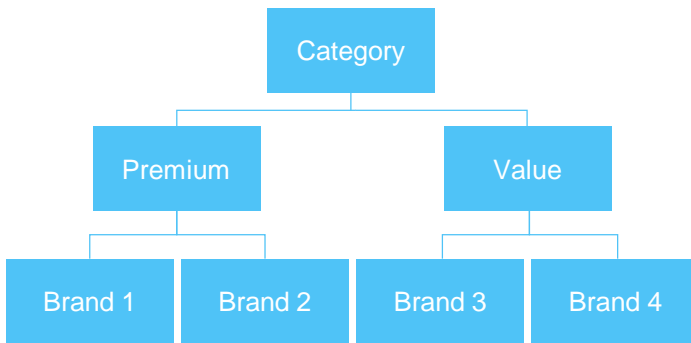 Category
Premium
Value
Brand 1
Brand 2
Brand 3
Brand 4